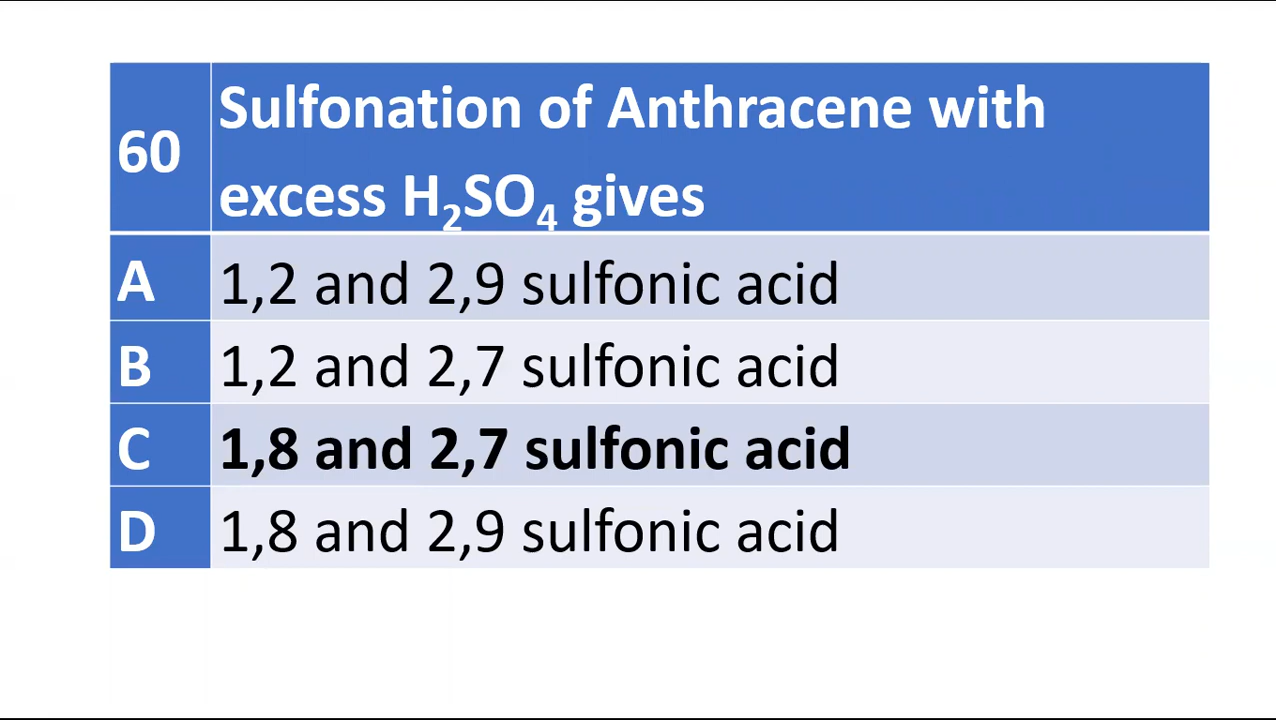 60 Sulfonation of Anthracene with
excess H₂SO₄ gives
A 1,2 and 2,9 sulfonic acid
B 1,2 and 2,7 sulfonic acid
C 1,8 and 2,7 sulfonic acid
D 1,8 and 2,9 sulfonic acid